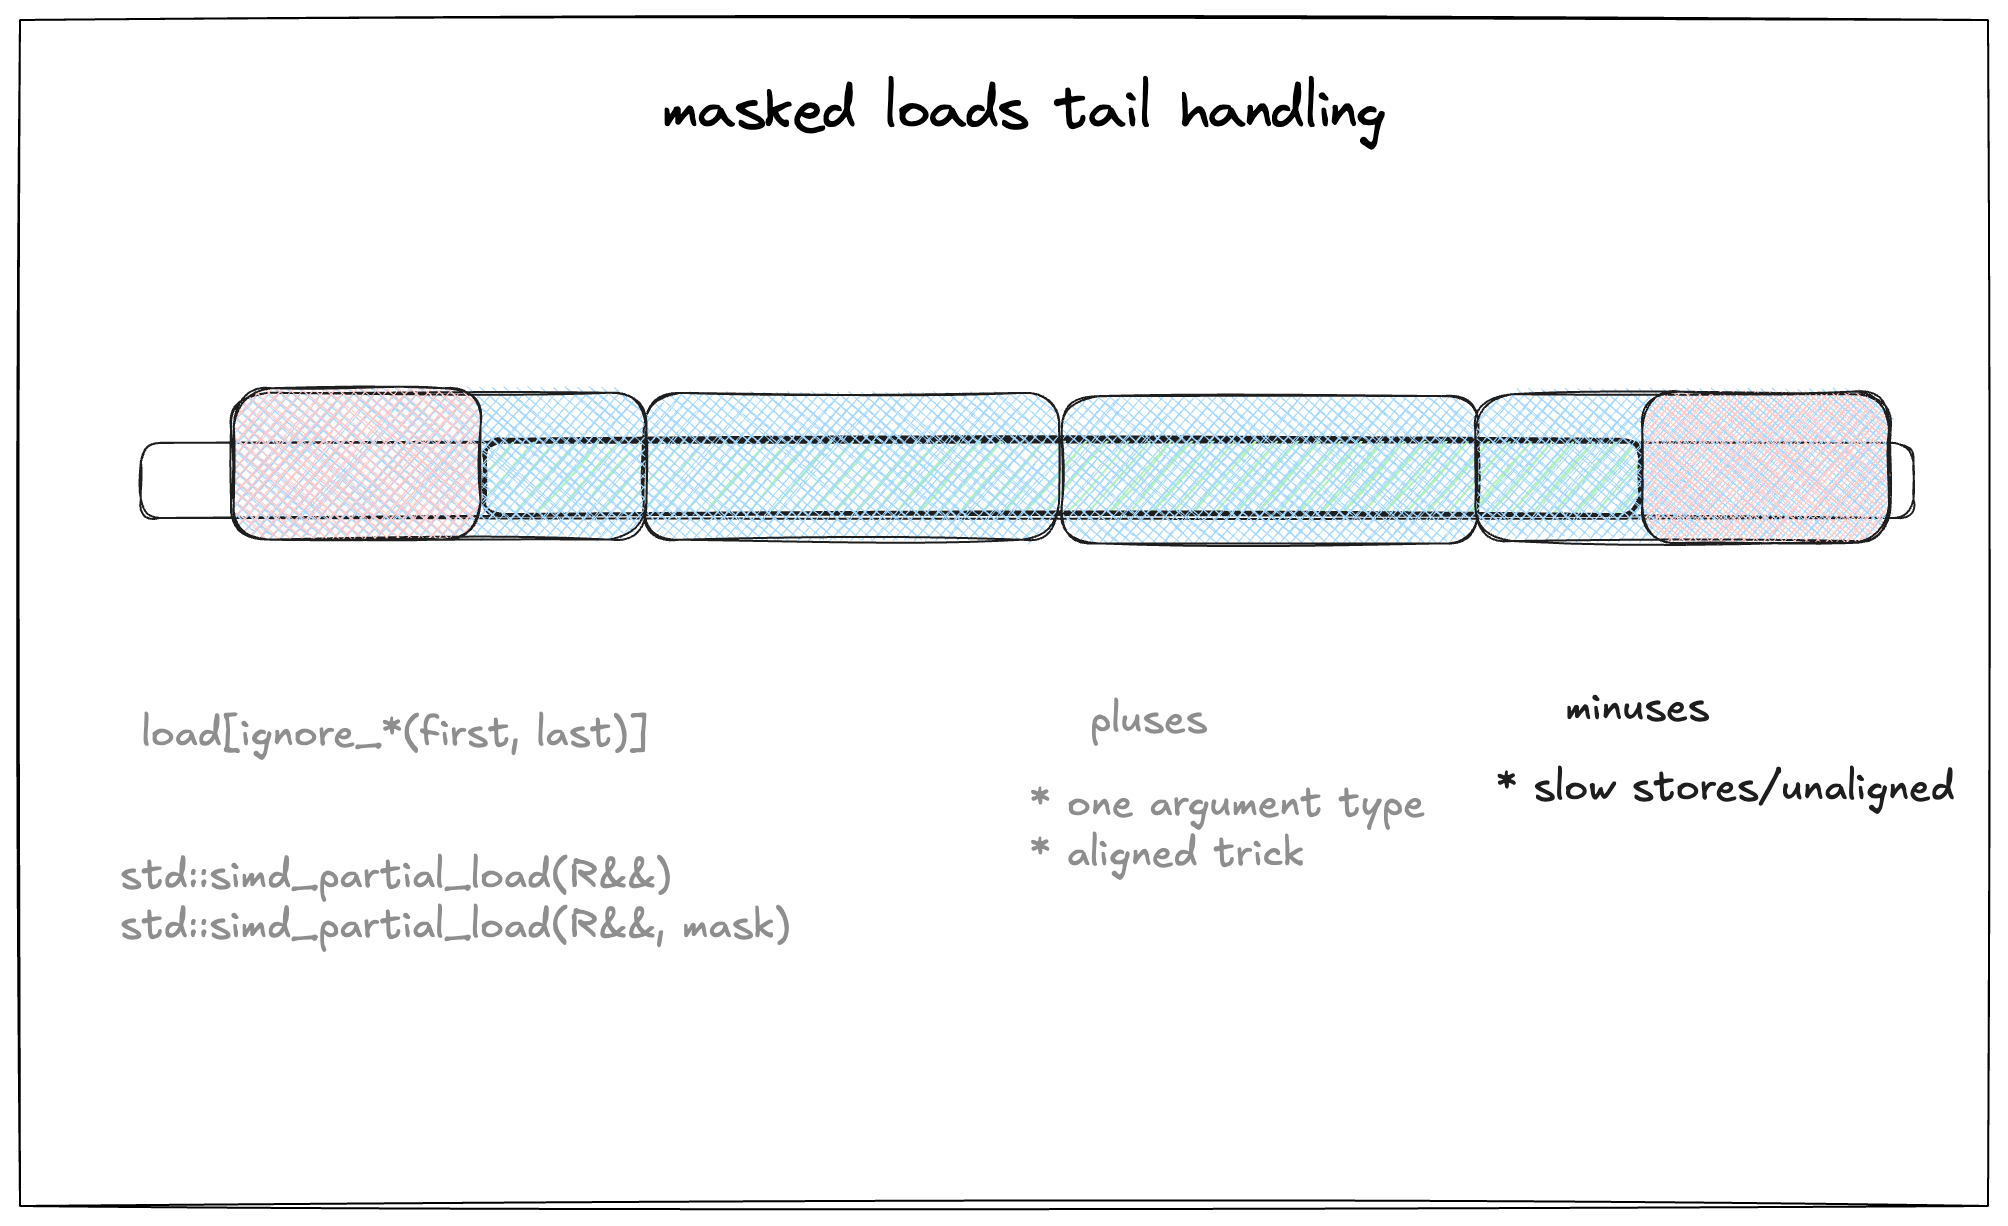 masked loads tail handling
load[ignore_*(first, last)]
std::simd_partial_load(R&&)
std::simd_partial_load(R&&, mask)
pluses
* one argument type
* aligned trick
minuses
* slow stores/unaligned